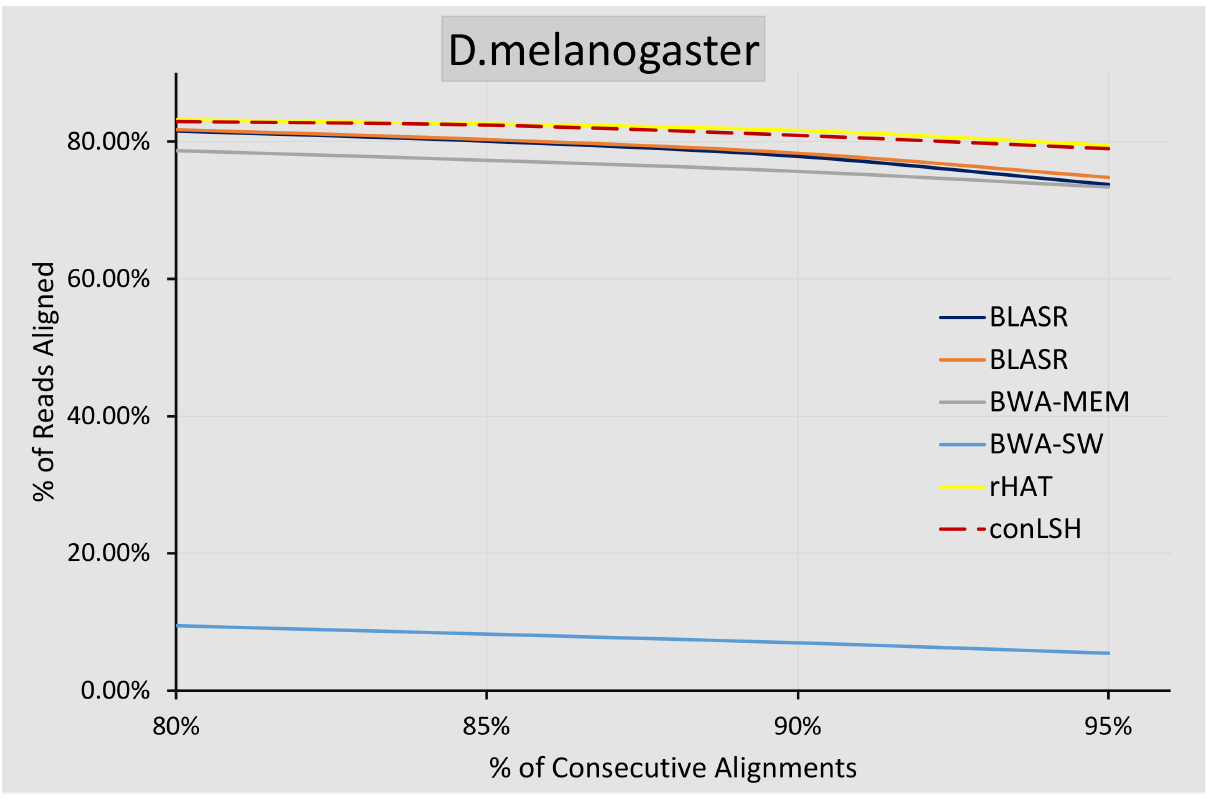 D.melanogaster
80.00%
60.00%
40.00%
20.00%
0.00%
% of Reads Aligned
BLASR
BLASR
BWA-MEM
BWA-SW
rHAT
conLSH
80%
85%
90%
95%
% of Consecutive Alignments